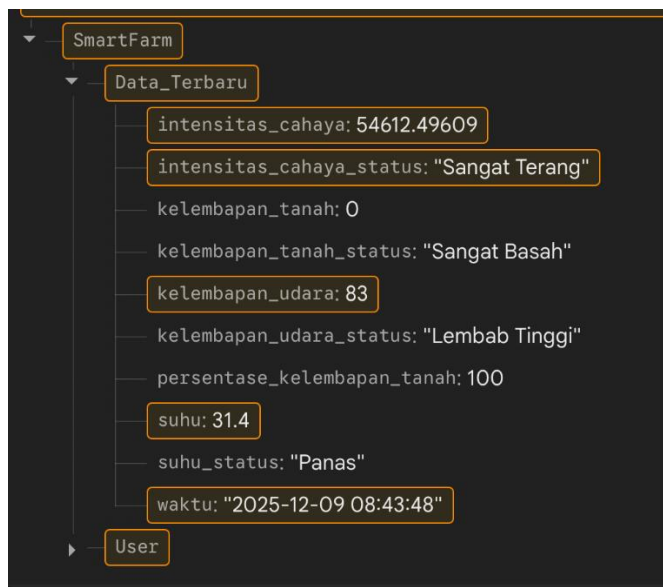 SmartFarm
Data_Terbaru
intensitas_cahaya: 54612.49609
intensitas_cahaya_status: "Sangat Terang"
kelembapan_tanah: 0
kelembapan_tanah_status: "Sangat Basah"
kelembapan_udara: 83
kelembapan_udara_status: "Lembab Tinggi"
persentase_kelembapan_tanah: 100
suhu: 31.4
suhu_status: "Panas"
waktu: "2025-12-09 08:43:48"
User